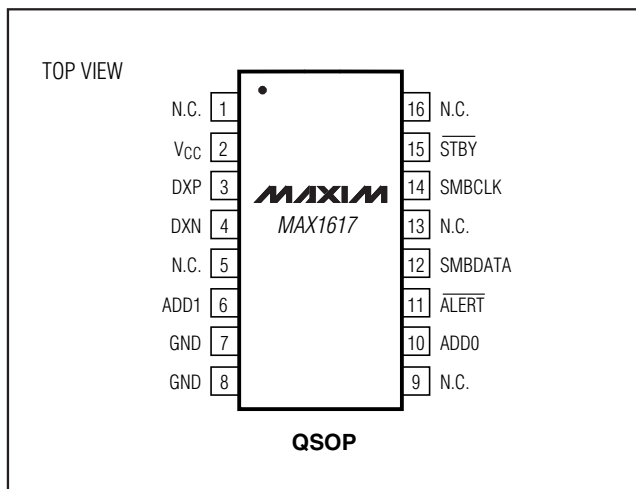 TOP VIEW
N.C. 1
VCC 2
DXP 3
DXN 4
N.C. 5
ADD1 6
GND 7
GND 8
MAXIM
MAX1617
16 N.C.
15 STBY
14 SMBCLK
13 N.C.
12 SMBDATA
11 ALERT
10 ADD0
9 N.C.
QSOP